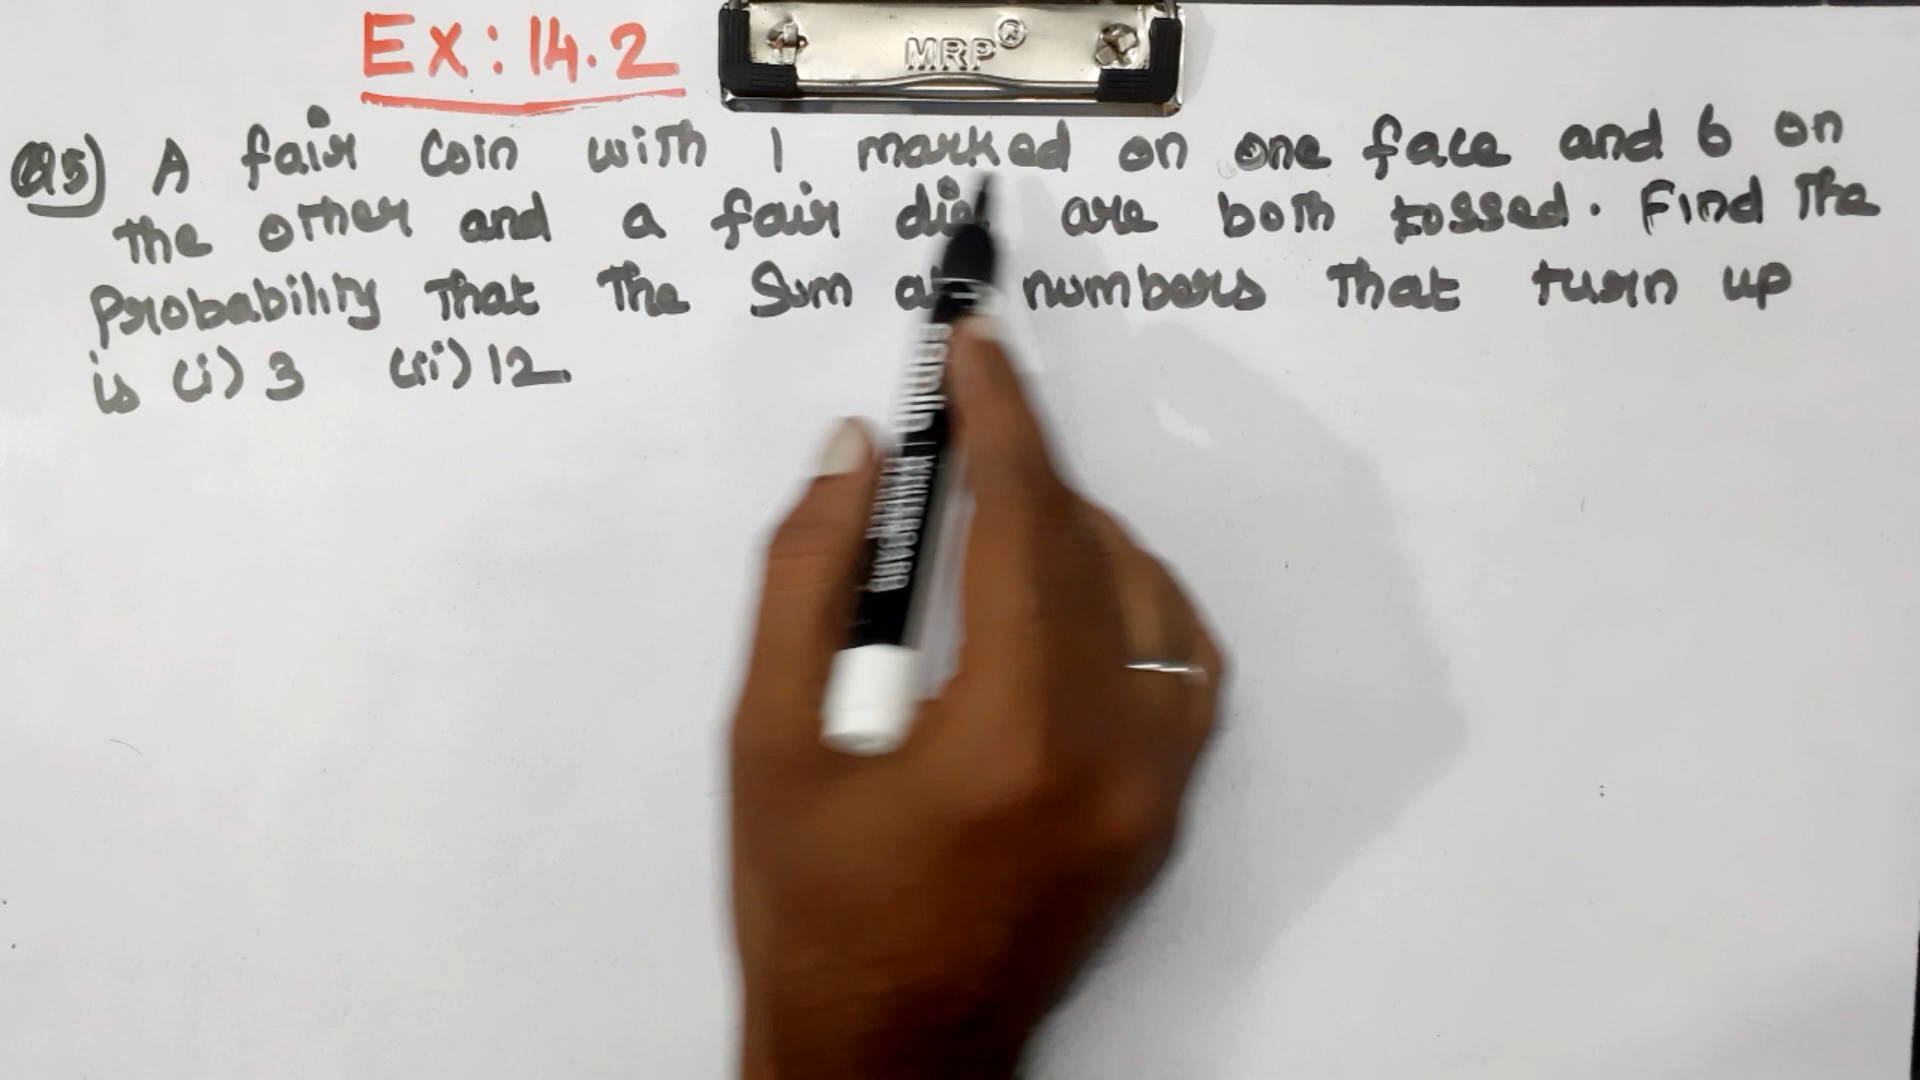 Ex: 14.2
MRP®
Q5) A fair coin with 1 marked on one face and 6 on
the other and a fair die are both tossed. Find the
Probability that the Sum numbers that turn up
is (i) 3 (ii) 12.